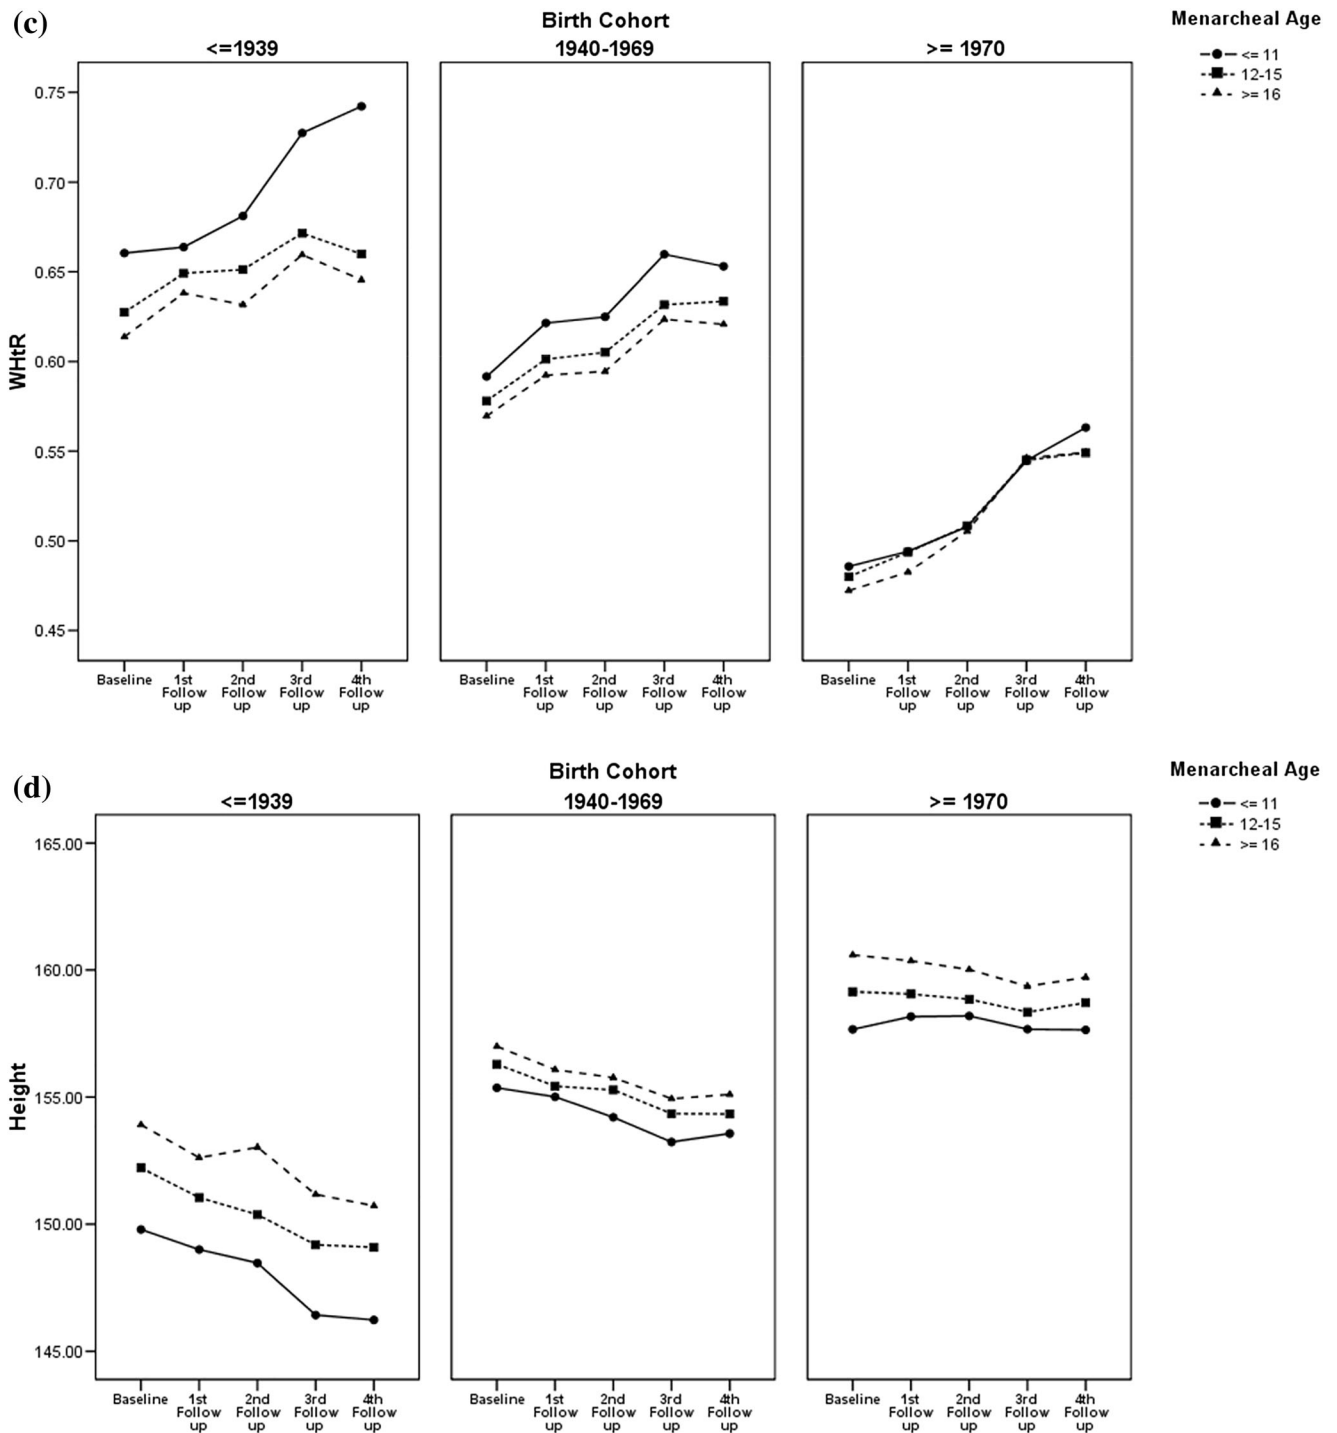 (c)
Birth Cohort
<=1939
1940-1969
>= 1970
Menarcheal Age
<= 11
12-15
>= 16
WHtR
0.75
0.70
0.65
0.60
0.55
0.50
0.45
Baseline 1st Follow up 2nd Follow up 3rd Follow up 4th Follow up
Baseline 1st Follow up 2nd Follow up 3rd Follow up 4th Follow up
Baseline 1st Follow up 2nd Follow up 3rd Follow up 4th Follow up
(d)
Birth Cohort
<=1939
1940-1969
>= 1970
Menarcheal Age
<= 11
12-15
>= 16
Height
165.00
160.00
155.00
150.00
145.00
Baseline 1st Follow up 2nd Follow up 3rd Follow up 4th Follow up
Baseline 1st Follow up 2nd Follow up 3rd Follow up 4th Follow up
Baseline 1st Follow up 2nd Follow up 3rd Follow up 4th Follow up